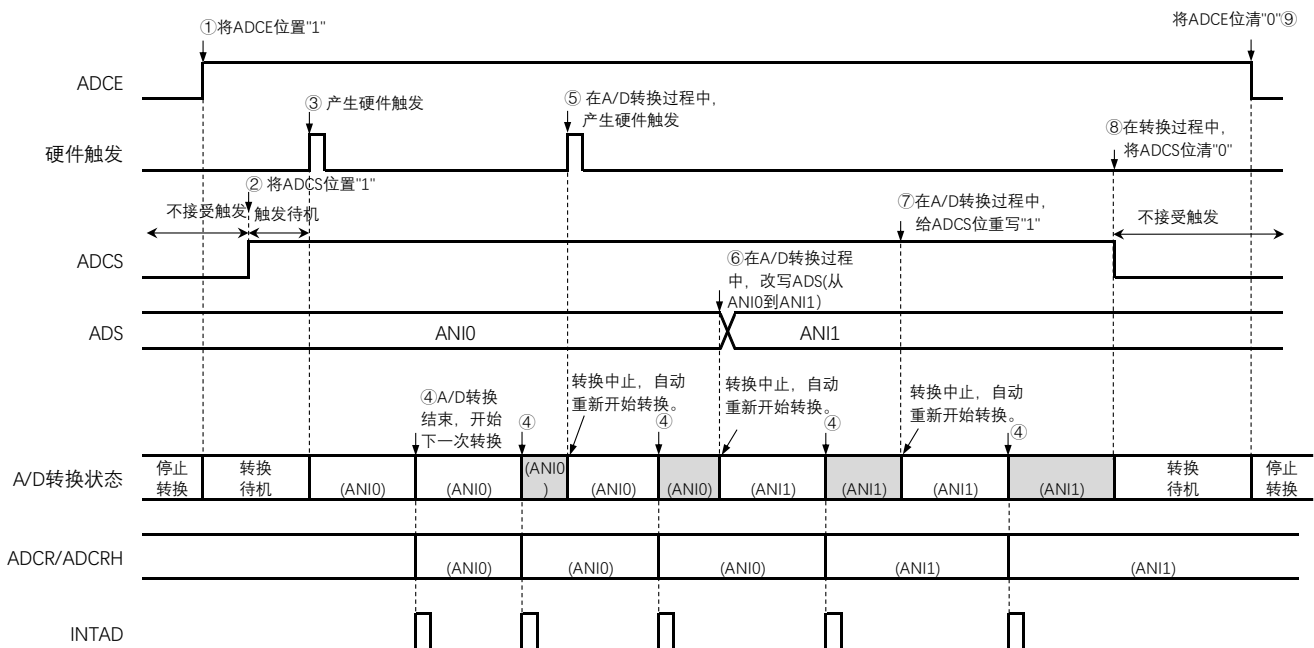 ①将ADCE位置"1"
将ADCE位清"0"⑨
ADCE
③ 产生硬件触发
⑤ 在A/D转换过程中，
产生硬件触发
⑧在转换过程中，
将ADCS位清"0"
硬件触发
② 将ADCS位置"1"
不接受触发
触发待机
⑦在A/D转换过程中，
给ADCS位重写"1"
不接受触发
ADCS
⑥在A/D转换过程
中，改写ADS(从
ANI0到ANI1）
ADS
ANI0
ANI1
④A/D转换
结束，开始
下一次转换
④
转换中止，自动
重新开始转换。
④
转换中止，自动
重新开始转换。
④
转换中止，自动
重新开始转换。
④
A/D转换状态
停止
转换
转换
待机
(ANI0)
(ANI0)
(ANI0
)
(ANI0)
(ANI0)
(ANI1)
(ANI1)
(ANI1)
(ANI1)
转换
待机
停止
转换
ADCR/ADCRH
(ANI0)
(ANI0)
(ANI0)
(ANI1)
(ANI1)
INTAD